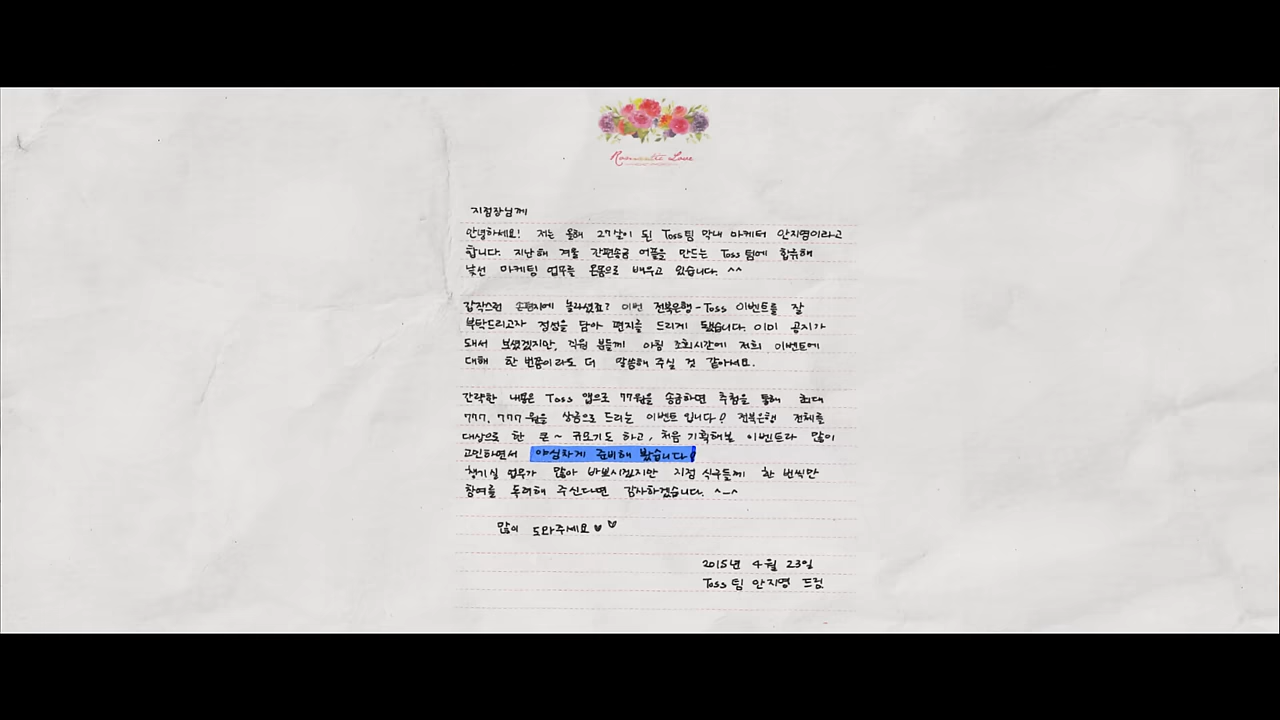 Romantic Love
지점장님께
안녕하세요! 저는 올해 27살이 된 Toss팀 막내 마케터 안지영이라고
합니다. 지난해 겨울 간편송금 어플을 만드는 Toss팀에 합류해
낯선 마케팅 업무를 온몸으로 배우고 있습니다. ^^
갑작스런 손편지에 놀라셨죠? 이번 전북은행-Toss 이벤트를 잘
부탁드리고자 정성을 담아 편지를 드리게 됐습니다. 이미 공지가
돼서 보셨겠지만, 직원 분들께 아침 조회시간에 저희 이벤트에
대해 한 번쯤이라도 더 말씀해 주실 것 같아서요.
간략한 내용은 Toss 앱으로 77원을 송금하면 추첨을 통해 최대
777,777원을 상금으로 드리는 이벤트입니다! 전북은행 전체를
대상으로 한 큰~ 규모기도 하고, 처음 기획해본 이벤트라 많이
고민하면서 야심차게 준비해 봤습니다!
행기실 업무가 많아 바쁘시겠지만 지점 식구들께 한 번씩만
참여를 독려해 주신다면 감사하겠습니다. ^_^
많이 도와주세요♥♥
2015년 4월 23일
Toss팀 안지영 드림